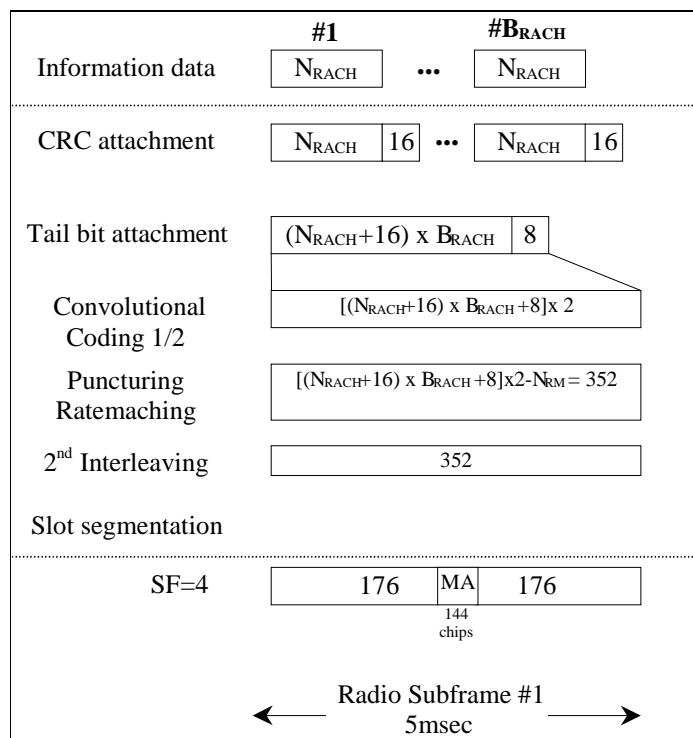 #1 #BRACH
Information data NRACH ... NRACH
CRC attachment NRACH 16 ... NRACH 16
Tail bit attachment (NRACH+16) x BRACH 8
Convolutional
Coding 1/2
[(NRACH+16) x BRACH +8]x 2
Puncturing
Ratemaching
[(NRACH+16) x BRACH +8]x2-NRM = 352
2nd Interleaving 352
Slot segmentation
SF=4 176 MA 176
144
chips
Radio Subframe #1
5msec